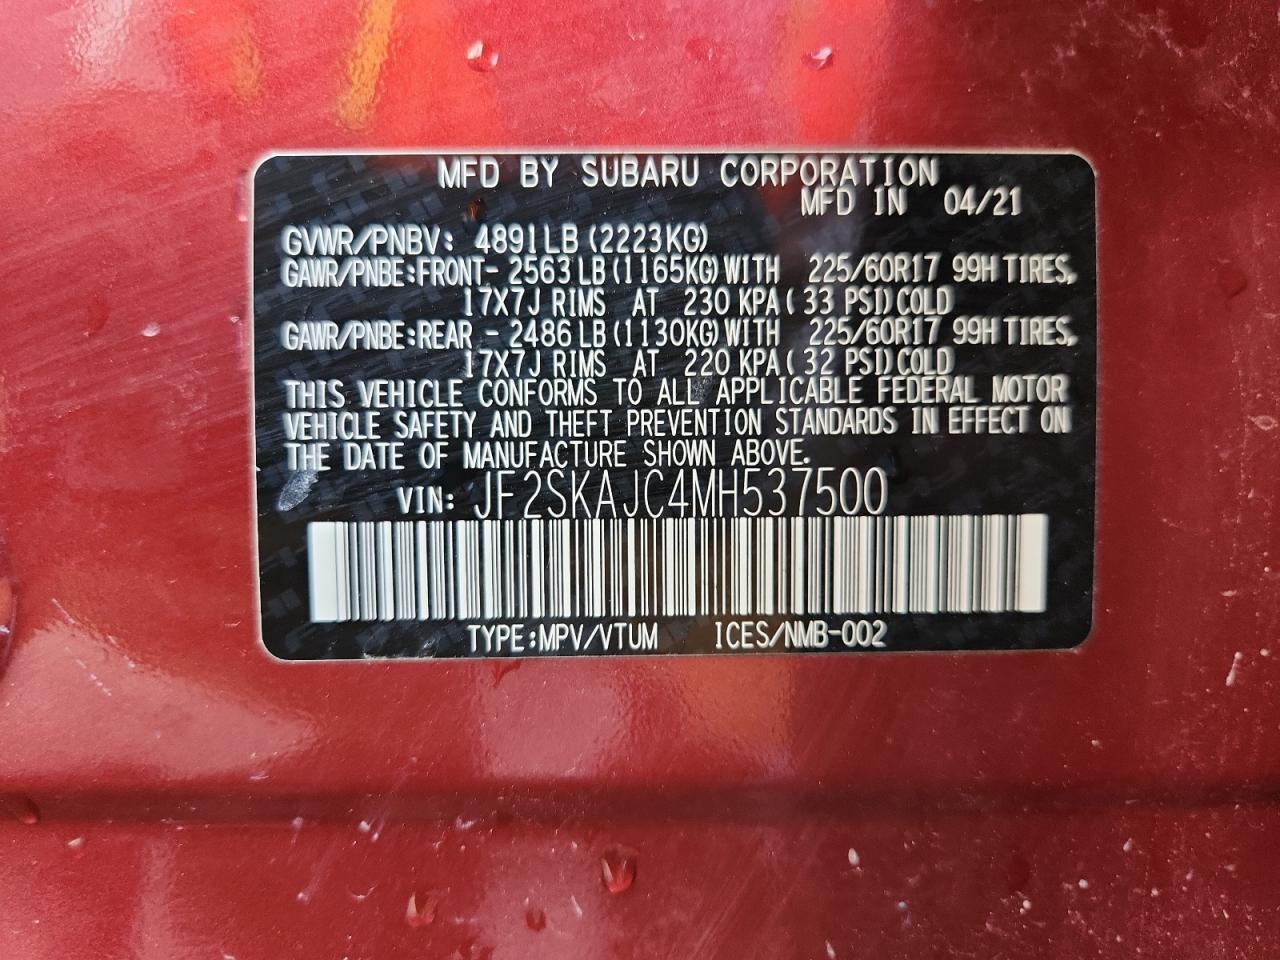 MFD BY SUBARU CORPORATION
MFD IN 04/21
GVWR/PNBV: 4891LB(2223KG)
GAWR/PNBE:FRONT- 2563LB(1165KG)WITH 225/60R17 99H TIRES,
17X7J RIMS AT 230 KPA( 33 PSI)COLD
GAWR/PNBE:REAR - 2486LB(1130KG)WITH 225/60R17 99H TIRES,
17X7J RIMS AT 220 KPA( 32 PSI)COLD
THIS VEHICLE CONFORMS TO ALL APPLICABLE FEDERAL MOTOR
VEHICLE SAFETY AND THEFT PREVENTION STANDARDS IN EFFECT ON
THE DATE OF MANUFACTURE SHOWN ABOVE.
VIN: JF2SKAJC4MH537500
TYPE:MPV/VTUM ICES/NMB-002